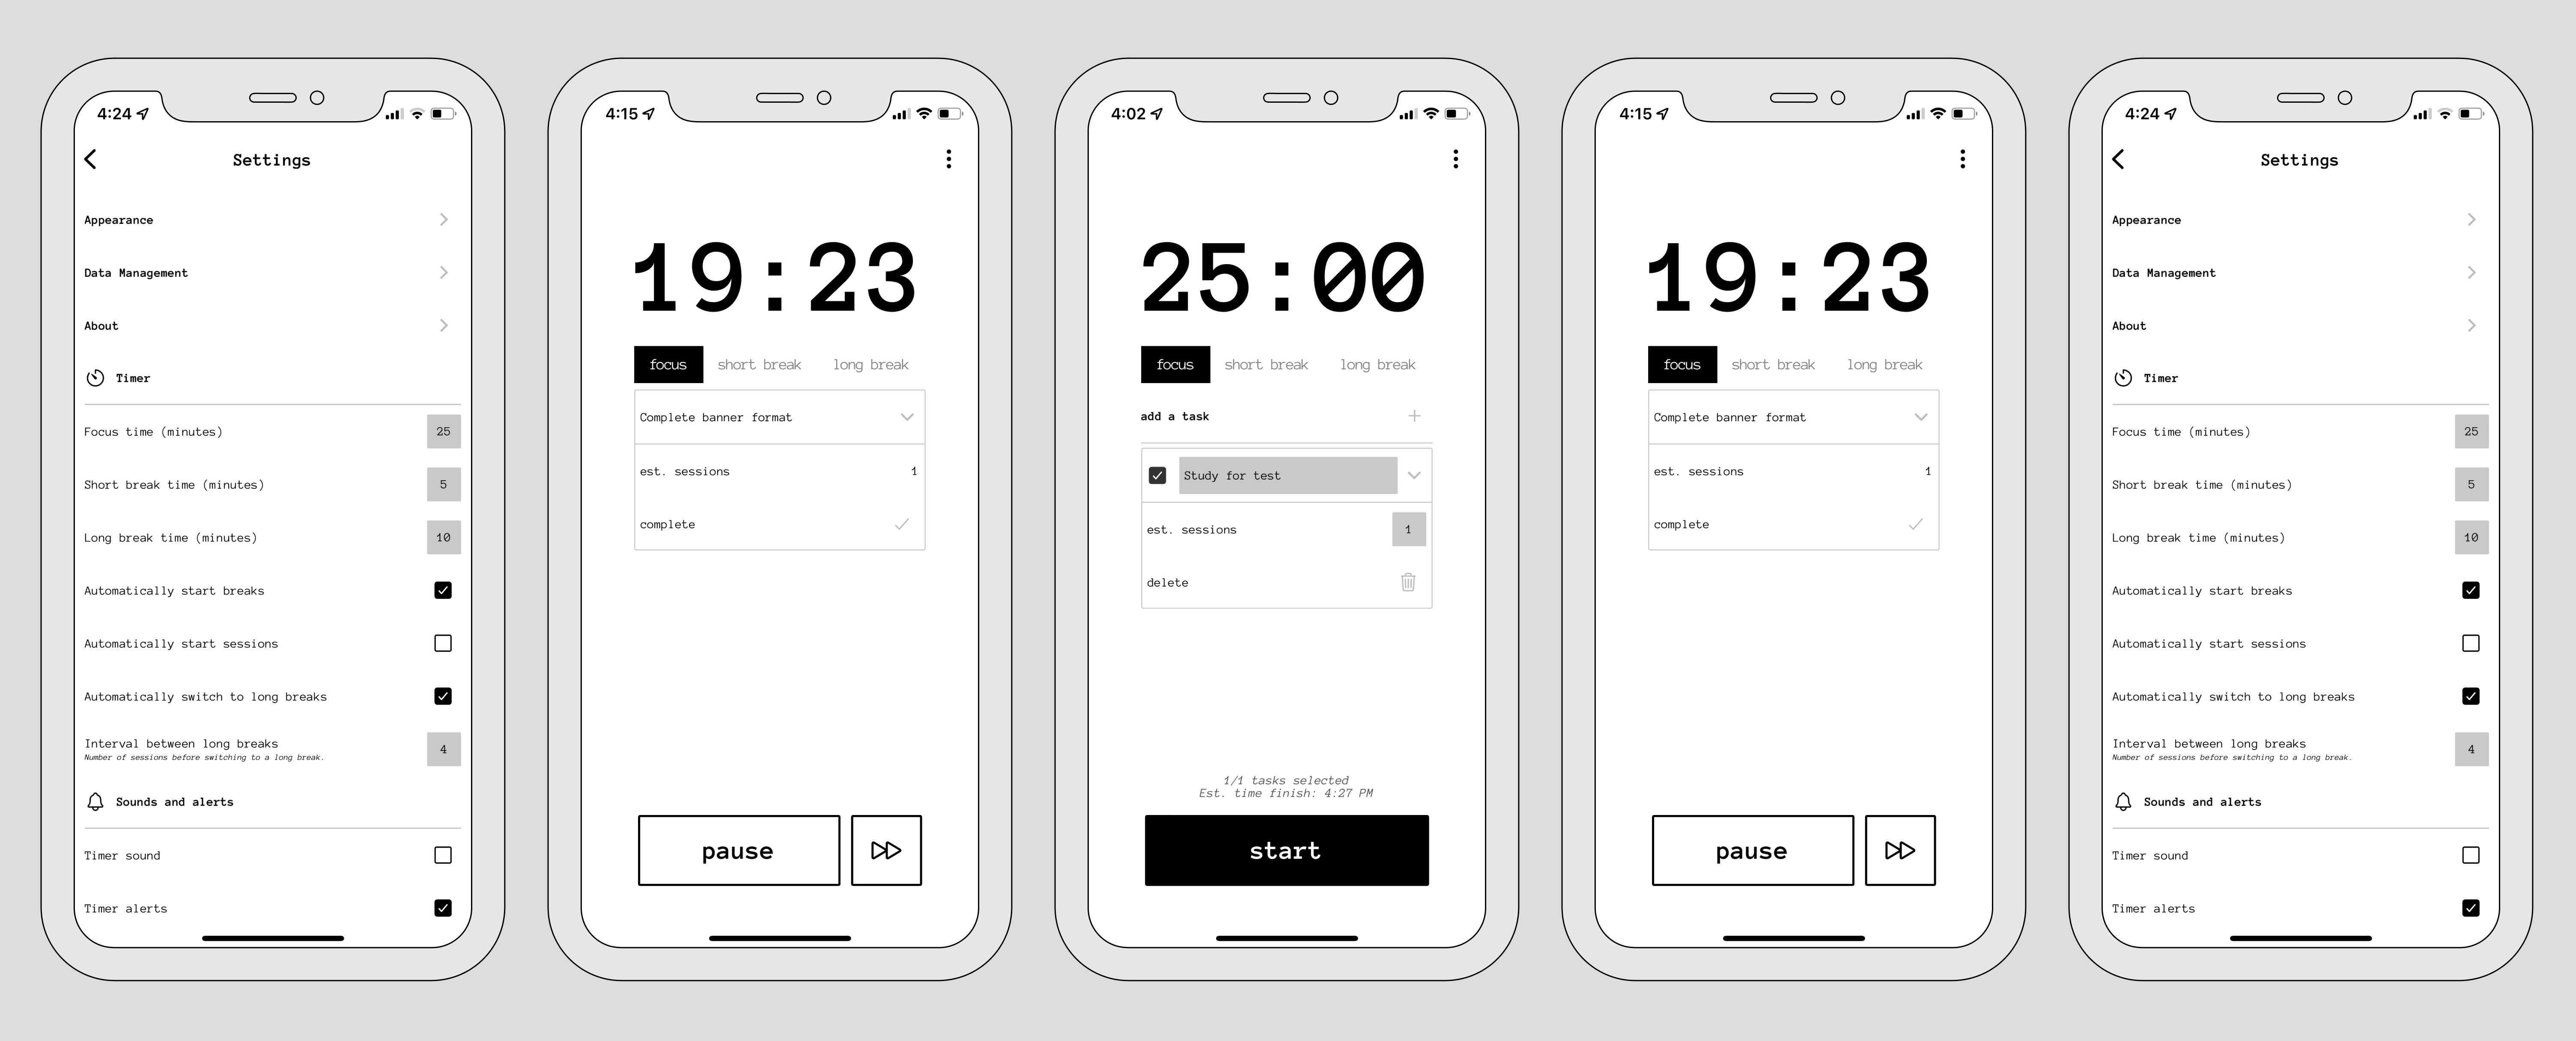 4:24
Settings
Appearance
Data Management
About
Timer
Focus time (minutes) 25
Short break time (minutes) 5
Long break time (minutes) 10
Automatically start breaks
Automatically start sessions
Automatically switch to long breaks
Interval between long breaks 4
Number of sessions before switching to a long break.
Sounds and alerts
Timer sound
Timer alerts
4:15
19:23
focus short break long break
Complete banner format
est. sessions 1
complete
pause
4:02
25:00
focus short break long break
add a task
Study for test
est. sessions 1
delete
1/1 tasks selected
Est. time finish: 4:27 PM
start
4:15
19:23
focus short break long break
Complete banner format
est. sessions 1
complete
pause
4:24
Settings
Appearance
Data Management
About
Timer
Focus time (minutes) 25
Short break time (minutes) 5
Long break time (minutes) 10
Automatically start breaks
Automatically start sessions
Automatically switch to long breaks
Interval between long breaks 4
Number of sessions before switching to a long break.
Sounds and alerts
Timer sound
Timer alerts